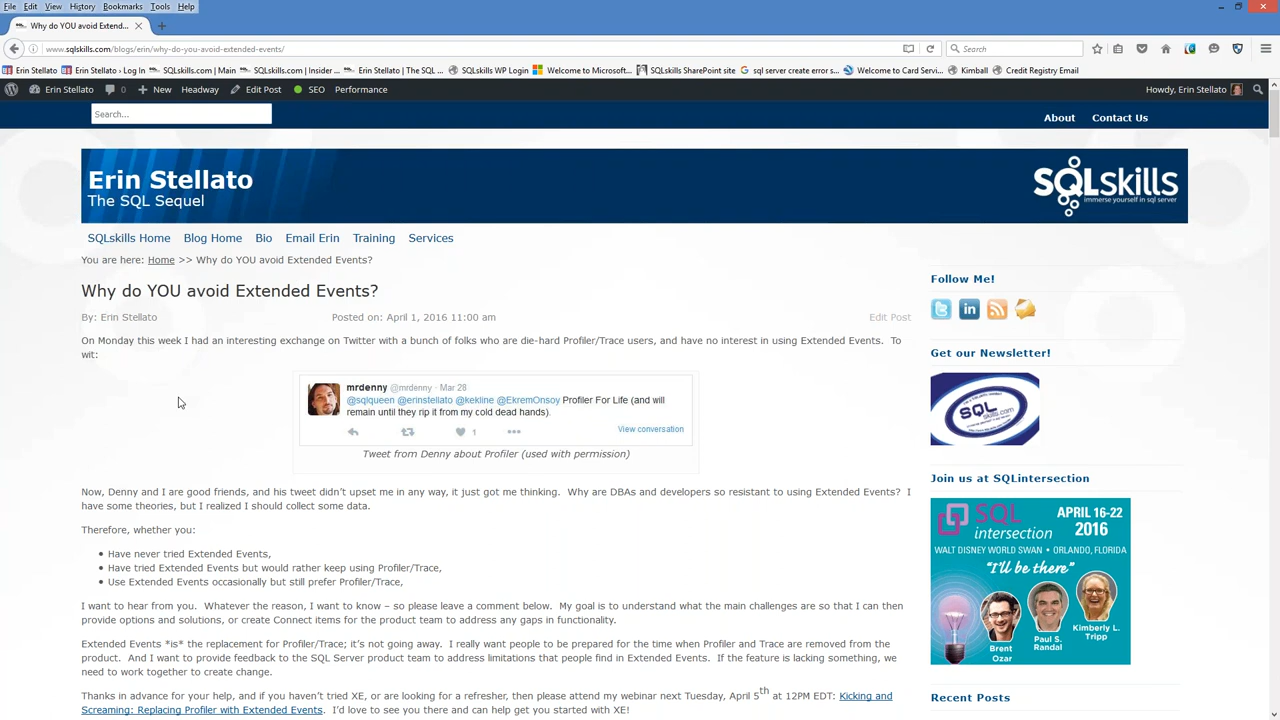 File Edit View History Bookmarks Tools Help
Why do YOU avoid Extend...
www.sqlskills.com/blogs/erin/why-do-you-avoid-extended-events/
Search
Erin Stellato Erin Stellato › Log In SQLskills.com | Main SQLskills.com | Insider ... Erin Stellato | The SQL ... SQLskills WP Login Welcome to Microsoft... SQLskills SharePoint site sql server create error s... Welcome to Card Servi... Kimball Credit Registry Email
Erin Stellato 0 New Headway Edit Post SEO Performance Howdy, Erin Stellato
Search...
About Contact Us
Erin Stellato
The SQL Sequel
SQLskills
immerse yourself in sql server
SQLskills Home Blog Home Bio Email Erin Training Services
You are here: Home >> Why do YOU avoid Extended Events?
Why do YOU avoid Extended Events?
By: Erin Stellato Posted on: April 1, 2016 11:00 am Edit Post
On Monday this week I had an interesting exchange on Twitter with a bunch of folks who are die-hard Profiler/Trace users, and have no interest in using Extended Events. To
wit:
mrdenny @mrdenny · Mar 28
@sqlqueen @erinstellato @kekline @EkremOnsoy Profiler For Life (and will
remain until they rip it from my cold dead hands).
1 View conversation
Tweet from Denny about Profiler (used with permission)
Now, Denny and I are good friends, and his tweet didn't upset me in any way, it just got me thinking. Why are DBAs and developers so resistant to using Extended Events? I
have some theories, but I realized I should collect some data.
Therefore, whether you:
• Have never tried Extended Events,
• Have tried Extended Events but would rather keep using Profiler/Trace,
• Use Extended Events occasionally but still prefer Profiler/Trace,
I want to hear from you. Whatever the reason, I want to know – so please leave a comment below. My goal is to understand what the main challenges are so that I can then
provide options and solutions, or create Connect items for the product team to address any gaps in functionality.
Extended Events *is* the replacement for Profiler/Trace; it's not going away. I really want people to be prepared for the time when Profiler and Trace are removed from the
product. And I want to provide feedback to the SQL Server product team to address limitations that people find in Extended Events. If the feature is lacking something, we
need to work together to create change.
Thanks in advance for your help, and if you haven't tried XE, or are looking for a refresher, then please attend my webinar next Tuesday, April 5th at 12PM EDT: Kicking and
Screaming: Replacing Profiler with Extended Events. I'd love to see you there and can help get you started with XE!
Follow Me!
Get our Newsletter!
SQL
skills.com
Join us at SQLintersection
SQL
intersection
APRIL 16-22
2016
WALT DISNEY WORLD SWAN • ORLANDO, FLORIDA
"I'll be there"
Brent
Ozar
Paul S.
Randal
Kimberly L.
Tripp
Recent Posts